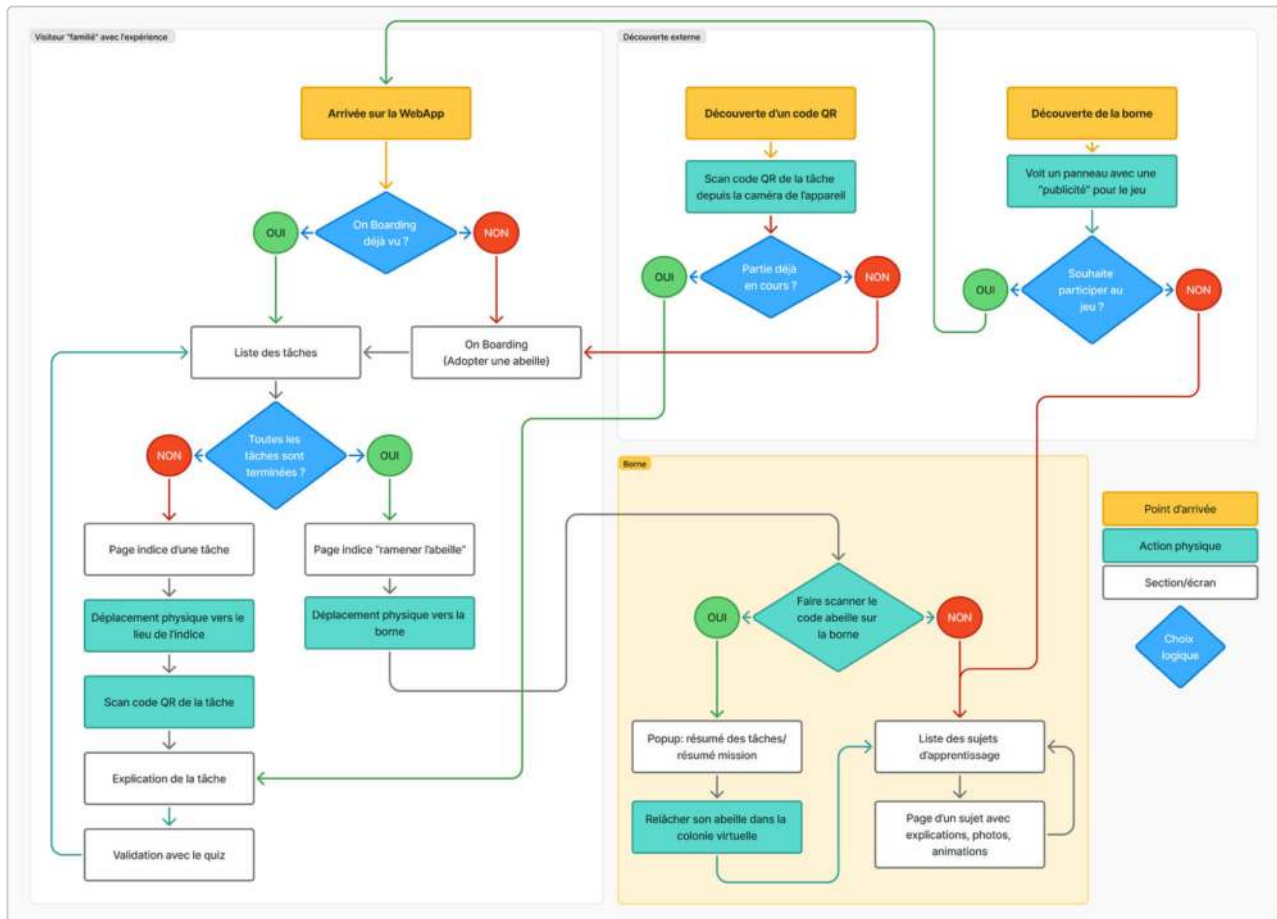 Visiteur "familié" avec l'expérience
Arrivée sur la WebApp
On Boarding
déjà vu ?
OUI
NON
Liste des tâches
On Boarding
(Adopter une abeille)
Toutes les
tâches sont
terminées ?
NON
OUI
Page indice d'une tâche
Page indice "ramener l'abeille"
Déplacement physique vers le
lieu de l'indice
Déplacement physique vers la
borne
Scan code QR de la tâche
Explication de la tâche
Validation avec le quiz
Découverte externe
Découverte d'un code QR
Découverte de la borne
Scan code QR de la tâche
depuis la caméra de l'appareil
Voit un panneau avec une
"publicité" pour le jeu
Partie déjà
en cours ?
OUI
NON
Souhaite
participer au
jeu ?
OUI
NON
Borne
Faire scanner le
code abeille sur
la borne
OUI
NON
Popup: résumé des tâches/
résumé mission
Liste des sujets
d'apprentissage
Relâcher son abeille dans la
colonie virtuelle
Page d'un sujet avec
explications, photos,
animations
Point d'arrivée
Action physique
Section/écran
Choix
logique